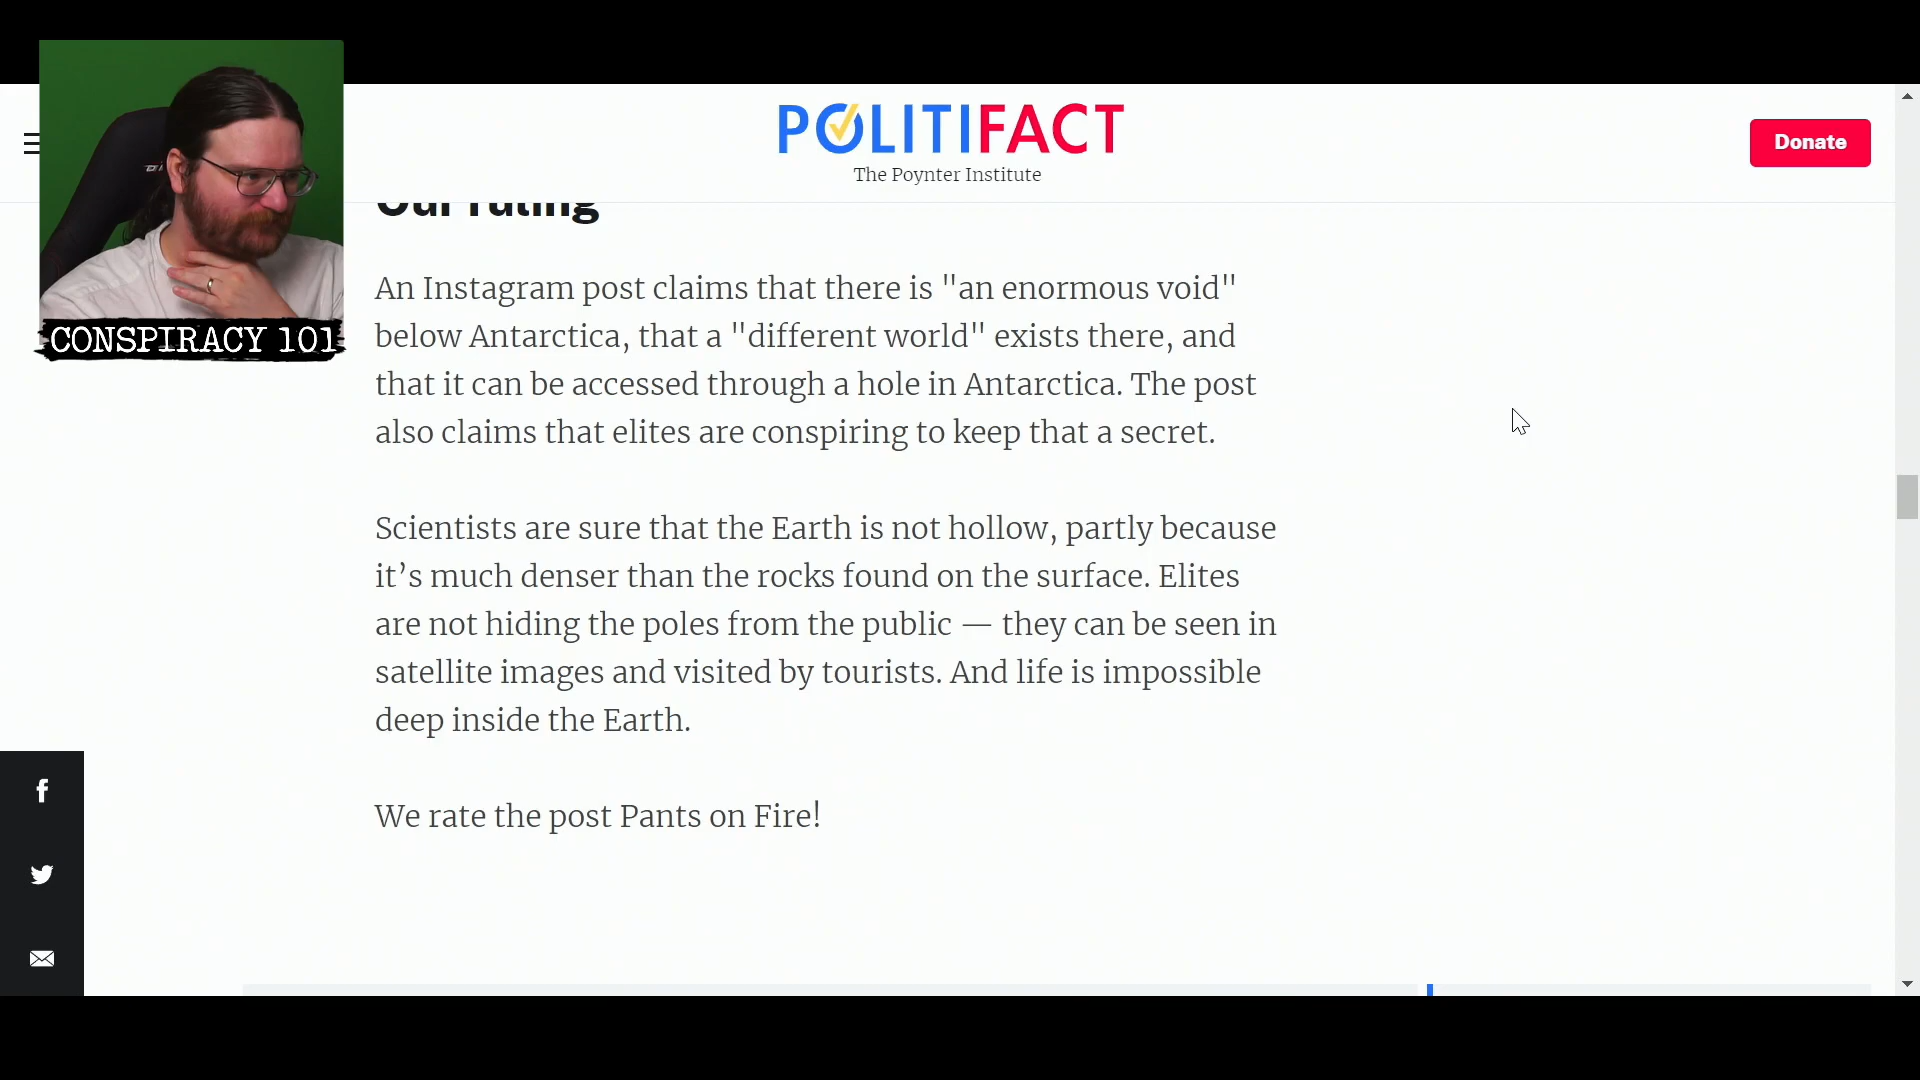 POLITIFACT
The Poynter Institute
Donate
CONSPIRACY 101
Our ruling
An Instagram post claims that there is "an enormous void"
below Antarctica, that a "different world" exists there, and
that it can be accessed through a hole in Antarctica. The post
also claims that elites are conspiring to keep that a secret.
Scientists are sure that the Earth is not hollow, partly because
it’s much denser than the rocks found on the surface. Elites
are not hiding the poles from the public — they can be seen in
satellite images and visited by tourists. And life is impossible
deep inside the Earth.
We rate the post Pants on Fire!